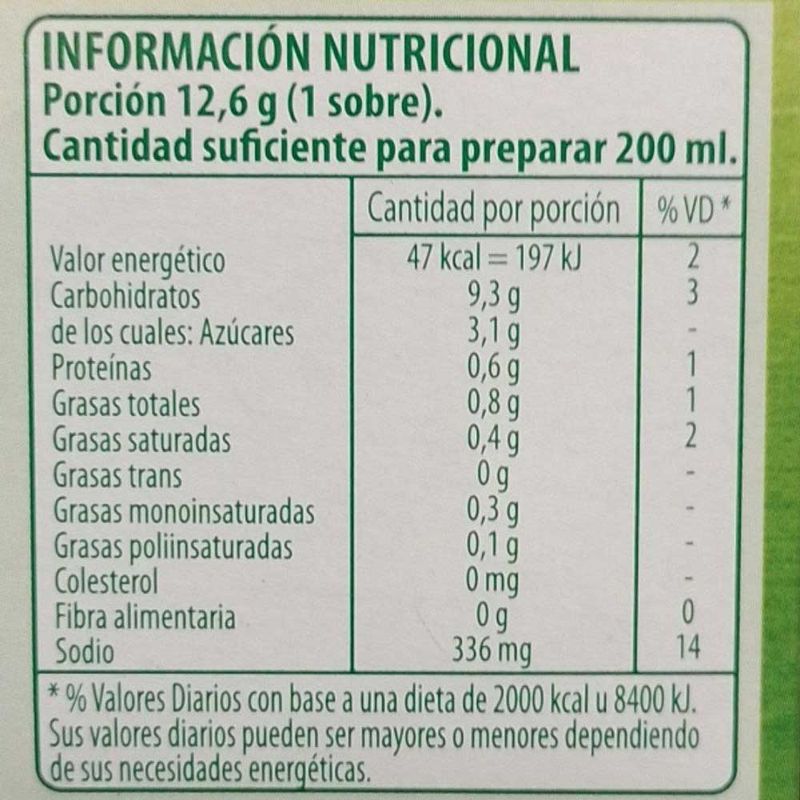 INFORMACIÓN NUTRICIONAL
Porción 12,6 g (1 sobre).
Cantidad suficiente para preparar 200 ml.
Cantidad por porción % VD *
Valor energético 47 kcal = 197 kJ 2
Carbohidratos 9,3 g 3
de los cuales: Azúcares 3,1 g -
Proteínas 0,6 g 1
Grasas totales 0,8 g 1
Grasas saturadas 0,4 g 2
Grasas trans 0 g -
Grasas monoinsaturadas 0,3 g -
Grasas poliinsaturadas 0,1 g -
Colesterol 0 mg -
Fibra alimentaria 0 g 0
Sodio 336 mg 14
* % Valores Diarios con base a una dieta de 2000 kcal u 8400 kJ.
Sus valores diarios pueden ser mayores o menores dependiendo
de sus necesidades energéticas.